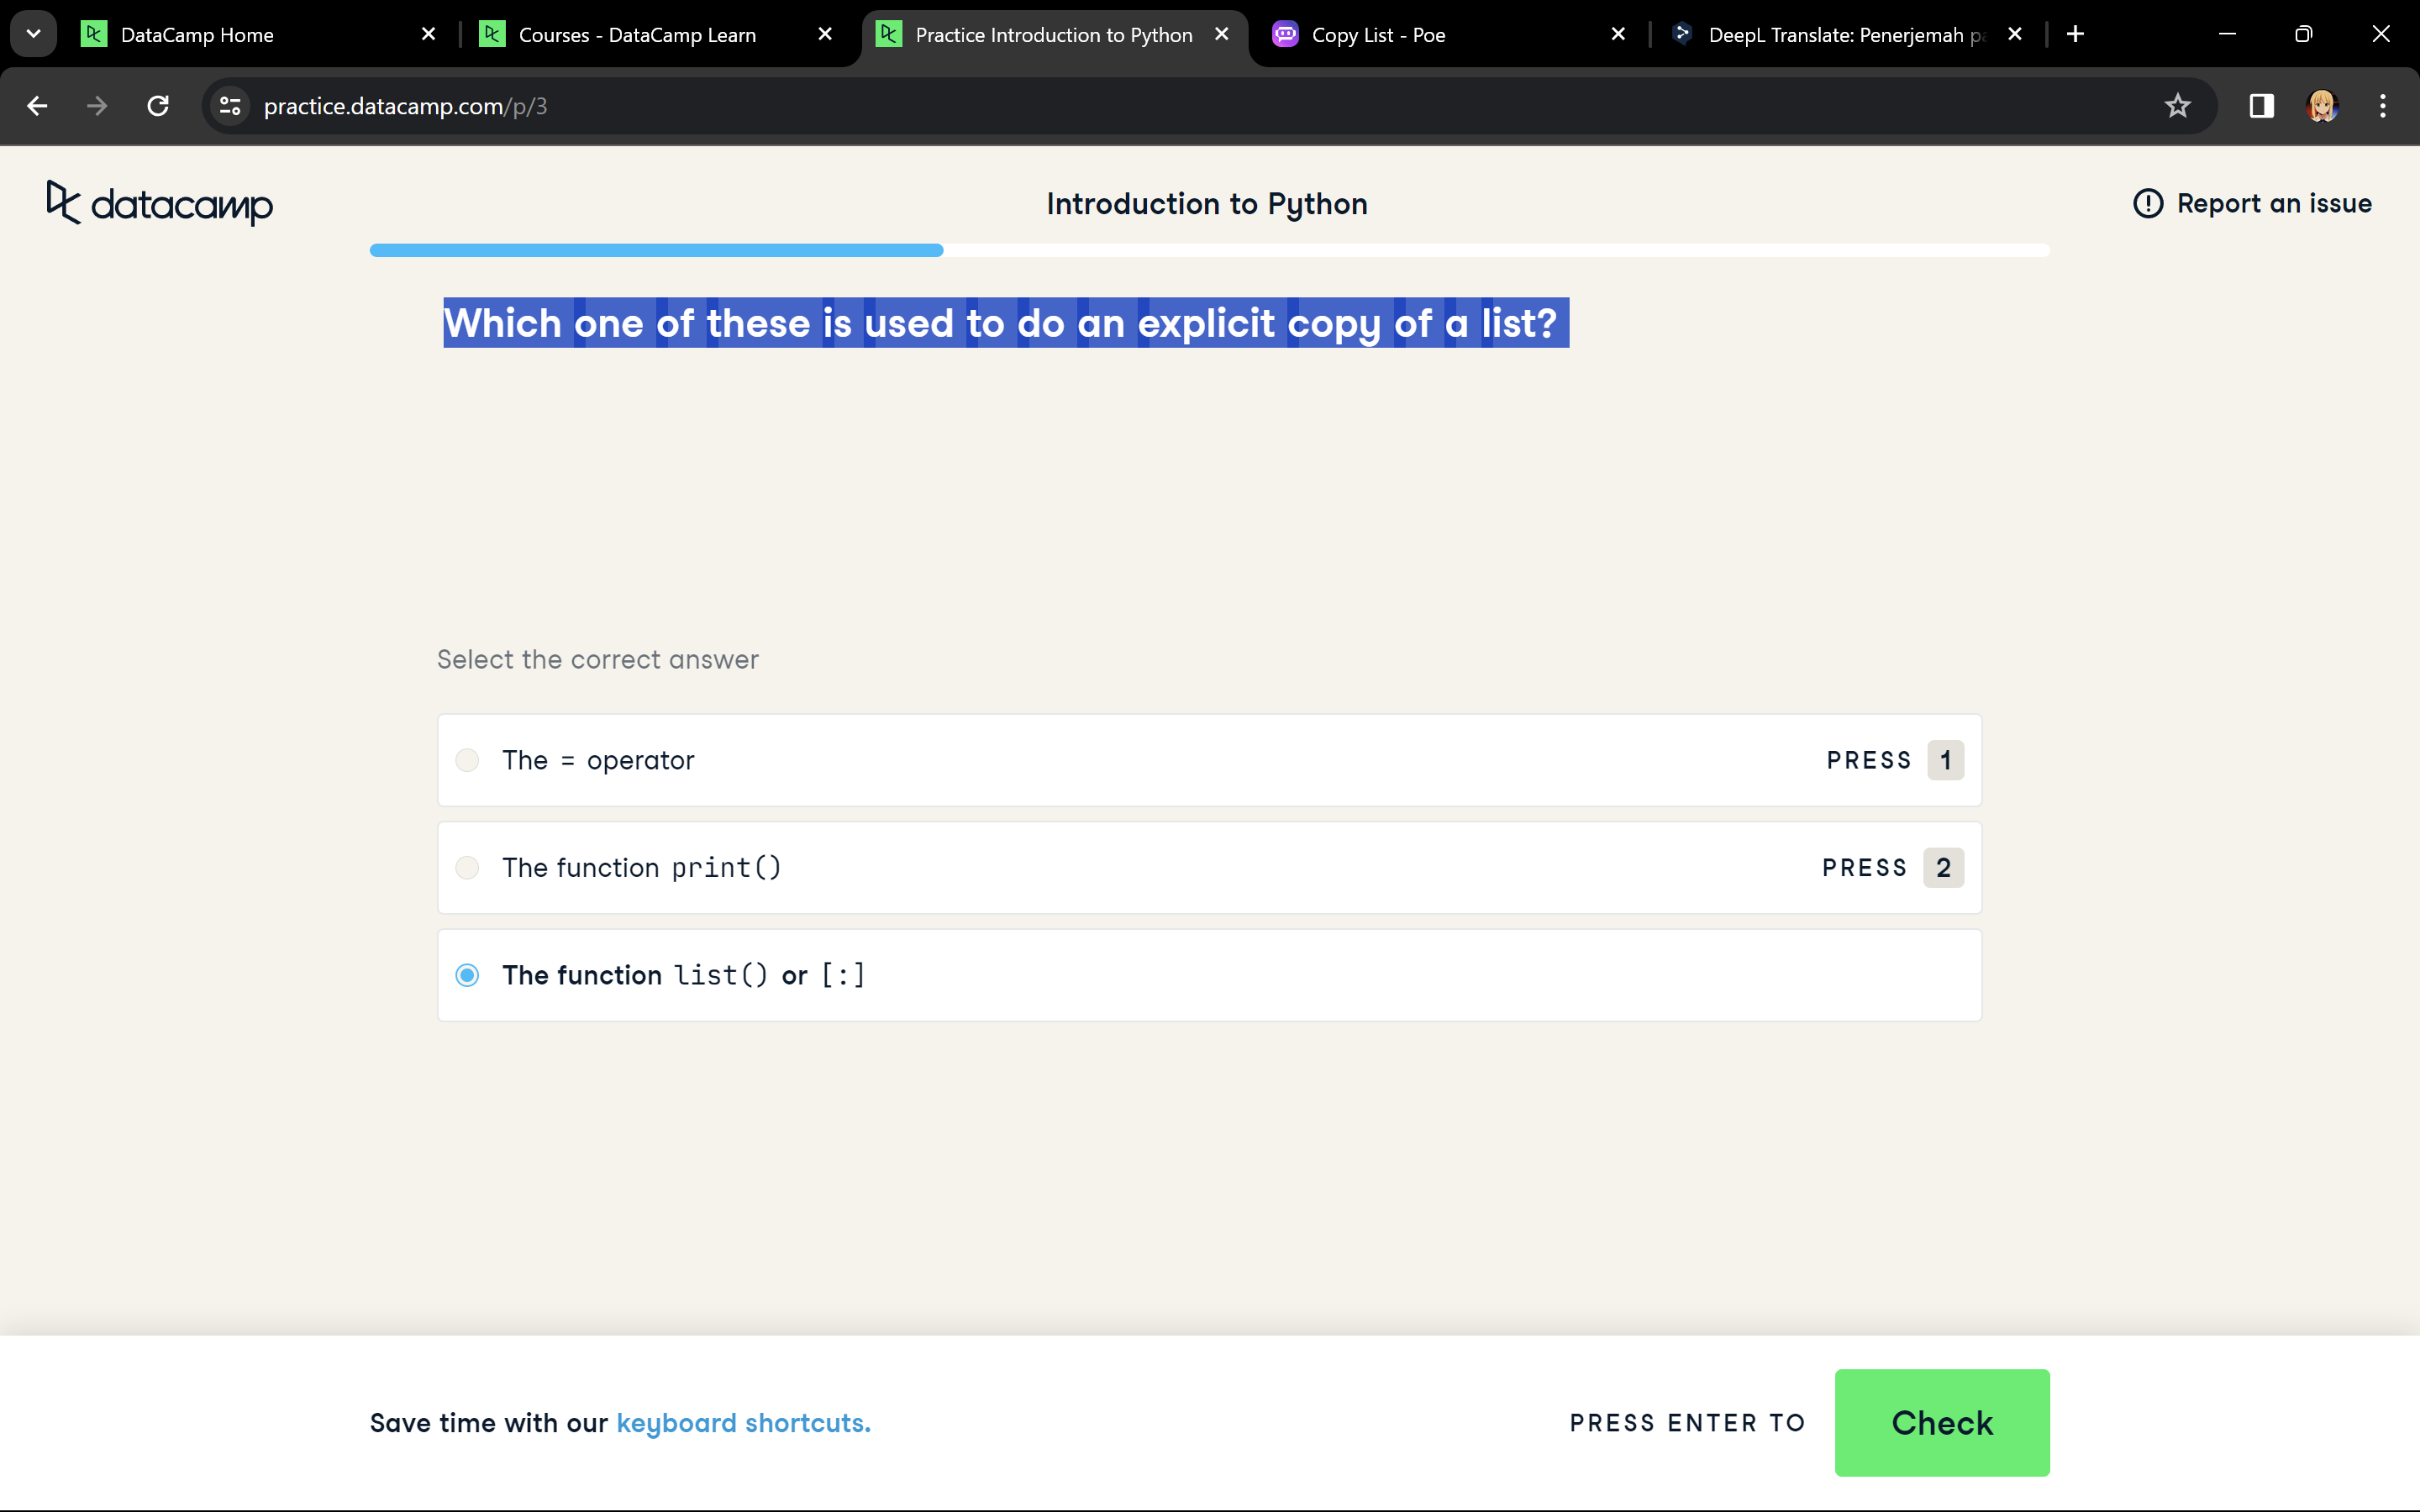 DataCamp Home
Courses - DataCamp Learn
Practice Introduction to Python
Copy List - Poe
DeepL Translate: Penerjemah
practice.datacamp.com/p/3
datacamp
Introduction to Python
Report an issue
Which one of these is used to do an explicit copy of a list?
Select the correct answer
The = operator
PRESS 1
The function print()
PRESS 2
The function list() or [:]
Save time with our keyboard shortcuts.
PRESS ENTER TO
Check